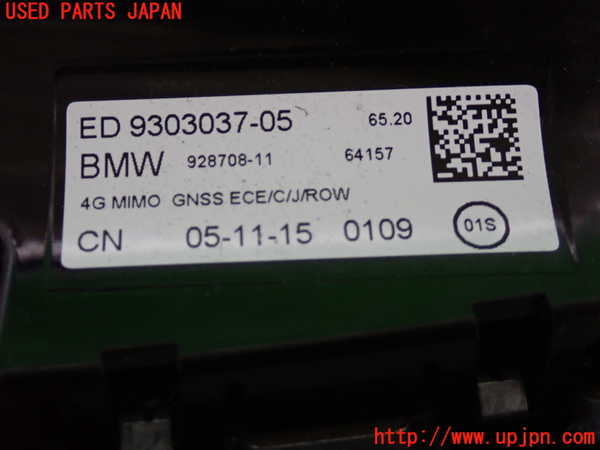 USED PARTS JAPAN
ED 9303037-05 65.20
BMW 928708-11 64157
4G MIMO GNSS ECE/C/J/ROW
CN 05-11-15 0109 01S
http://www.upjpn.com/